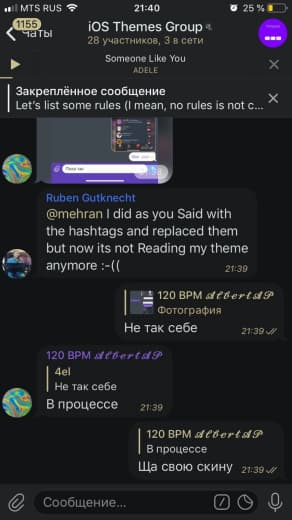 MTS RUS
21:40
25 %
1155
Чаты
iOS Themes Group
28 участников, 3 в сети
Someone Like You
ADELE
Закреплённое сообщение
Let's list some rules (I mean, no rules is not c...
Ruben Gutknecht
@mehran I did as you Said with
the hashtags and replaced them
but now its not Reading my theme
anymore :-((
21:39
120 BPM 𝓐𝓵𝓫𝓮𝓻𝓽𝓐𝓟
Фотография
Не так себе
21:39
120 BPM 𝓐𝓵𝓫𝓮𝓻𝓽𝓐𝓟
4el
Не так себе
В процессе
21:39
120 BPM 𝓐𝓵𝓫𝓮𝓻𝓽𝓐𝓟
В процессе
Ща свою скину
21:39
Сообщение...